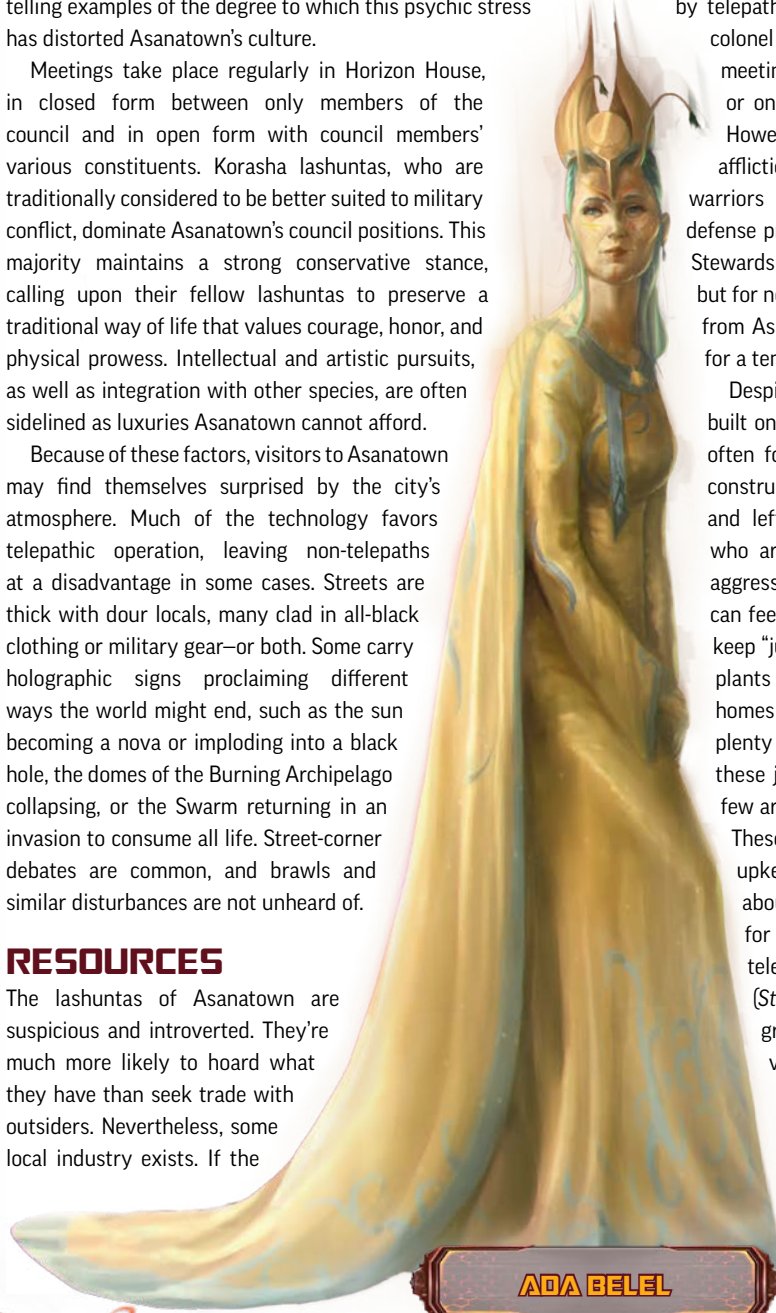 telling examples of the degree to which this psychic stress
has distorted Asanatown's culture.
Meetings take place regularly in Horizon House,
in closed form between only members of the
council and in open form with council members'
various constituents. Korasha lashuntas, who are
traditionally considered to be better suited to military
conflict, dominate Asanatown's council positions. This
majority maintains a strong conservative stance,
calling upon their fellow lashuntas to preserve a
traditional way of life that values courage, honor, and
physical prowess. Intellectual and artistic pursuits,
as well as integration with other species, are often
sidelined as luxuries Asanatown cannot afford.
Because of these factors, visitors to Asanatown
may find themselves surprised by the city's
atmosphere. Much of the technology favors
telepathic operation, leaving non-telepaths
at a disadvantage in some cases. Streets are
thick with dour locals, many clad in all-black
clothing or military gear—or both. Some carry
holographic signs proclaiming different
ways the world might end, such as the sun
becoming a nova or imploding into a black
hole, the domes of the Burning Archipelago
collapsing, or the Swarm returning in an
invasion to consume all life. Street-corner
debates are common, and brawls and
similar disturbances are not unheard of.
RESOURCES
The lashuntas of Asanatown are
suspicious and introverted. They're
much more likely to hoard what
they have than seek trade with
outsiders. Nevertheless, some
local industry exists. If the
by telepath
colonel
meetin
or on
Howe
afflictio
warriors
defense p
Stewards
but for n
from As
for a ter
Despi
built on
often fo
constru
and left
who ar
aggress
can fee
keep "j
plants
homes
plenty
these j
few ar
These
upke
abo
for
tele
(St
gr
v
ADA BELEL